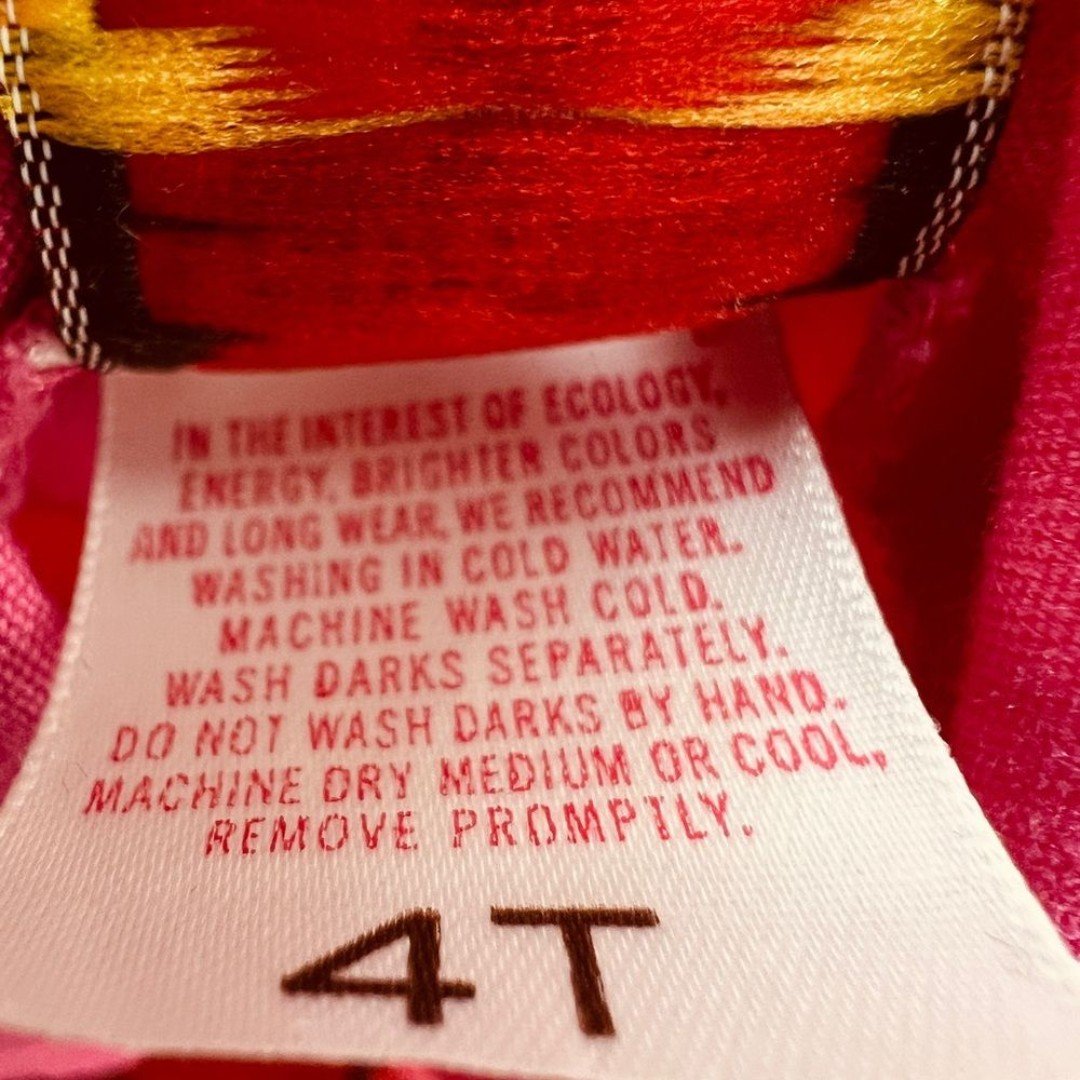 IN THE INTEREST OF ECOLOGY,
ENERGY, BRIGHTER COLORS
AND LONG WEAR, WE RECOMMEND
WASHING IN COLD WATER.
MACHINE WASH COLD.
WASH DARKS SEPARATELY.
DO NOT WASH DARKS BY HAND.
MACHINE DRY MEDIUM OR COOL,
REMOVE PROMPTLY.
4T